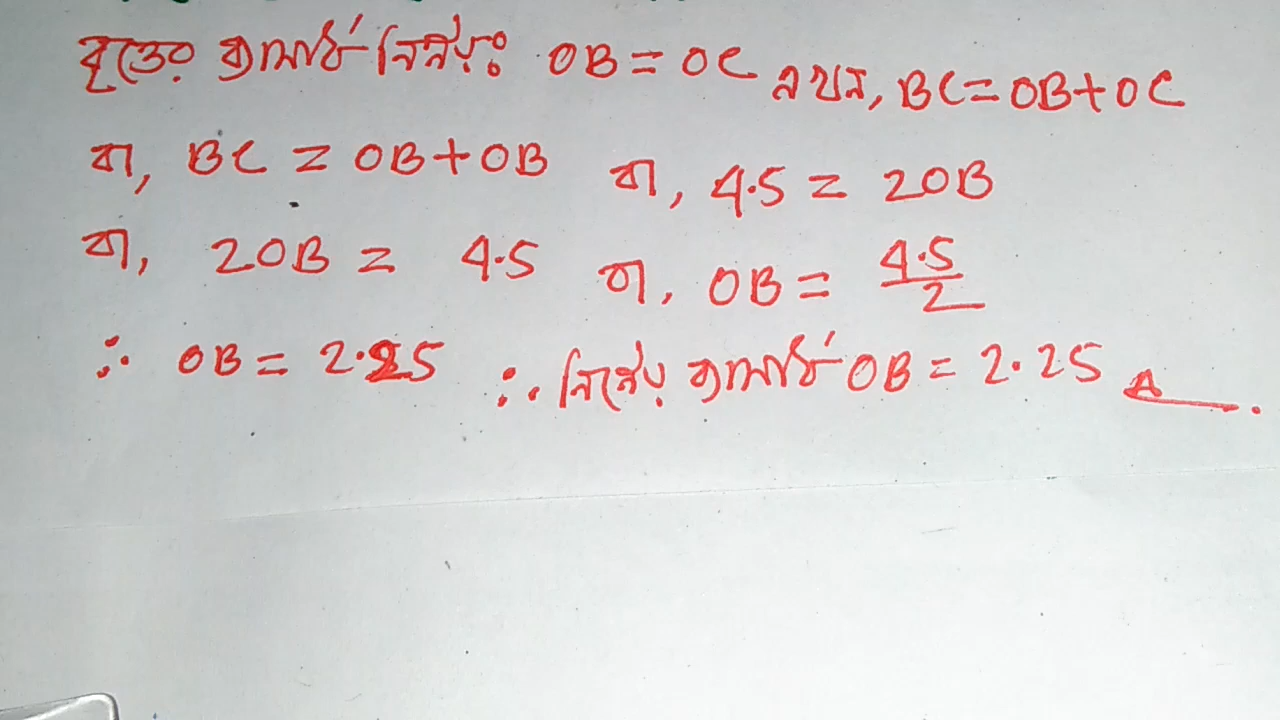 বৃত্তের ব্যাসার্ধ নির্ণয়ঃ OB = OC এখন, BC = OB + OC
বা, BC = OB + OB বা, 4.5 = 2OB
বা, 2OB = 4.5 বা, OB = 4.5/2
∴ OB = 2.25 ∴ নির্ণেয় ব্যাসার্ধ OB = 2.25 A